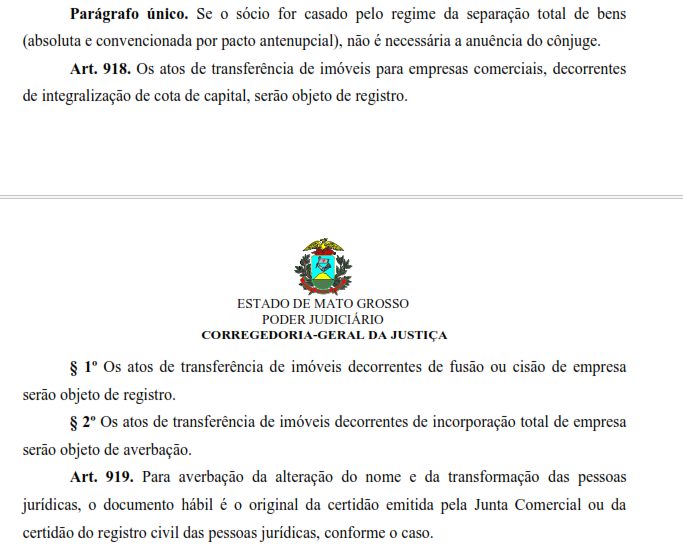 Parágrafo único. Se o sócio for casado pelo regime da separação total de bens
(absoluta e convencionada por pacto antenupcial), não é necessária a anuência do cônjuge.
Art. 918. Os atos de transferência de imóveis para empresas comerciais, decorrentes
de integralização de cota de capital, serão objeto de registro.
ESTADO DE MATO GROSSO
PODER JUDICIÁRIO
CORREGEDORIA-GERAL DA JUSTIÇA
§ 1º Os atos de transferência de imóveis decorrentes de fusão ou cisão de empresa
serão objeto de registro.
§ 2º Os atos de transferência de imóveis decorrentes de incorporação total de empresa
serão objeto de averbação.
Art. 919. Para averbação da alteração do nome e da transformação das pessoas
jurídicas, o documento hábil é o original da certidão emitida pela Junta Comercial ou da
certidão do registro civil das pessoas jurídicas, conforme o caso.